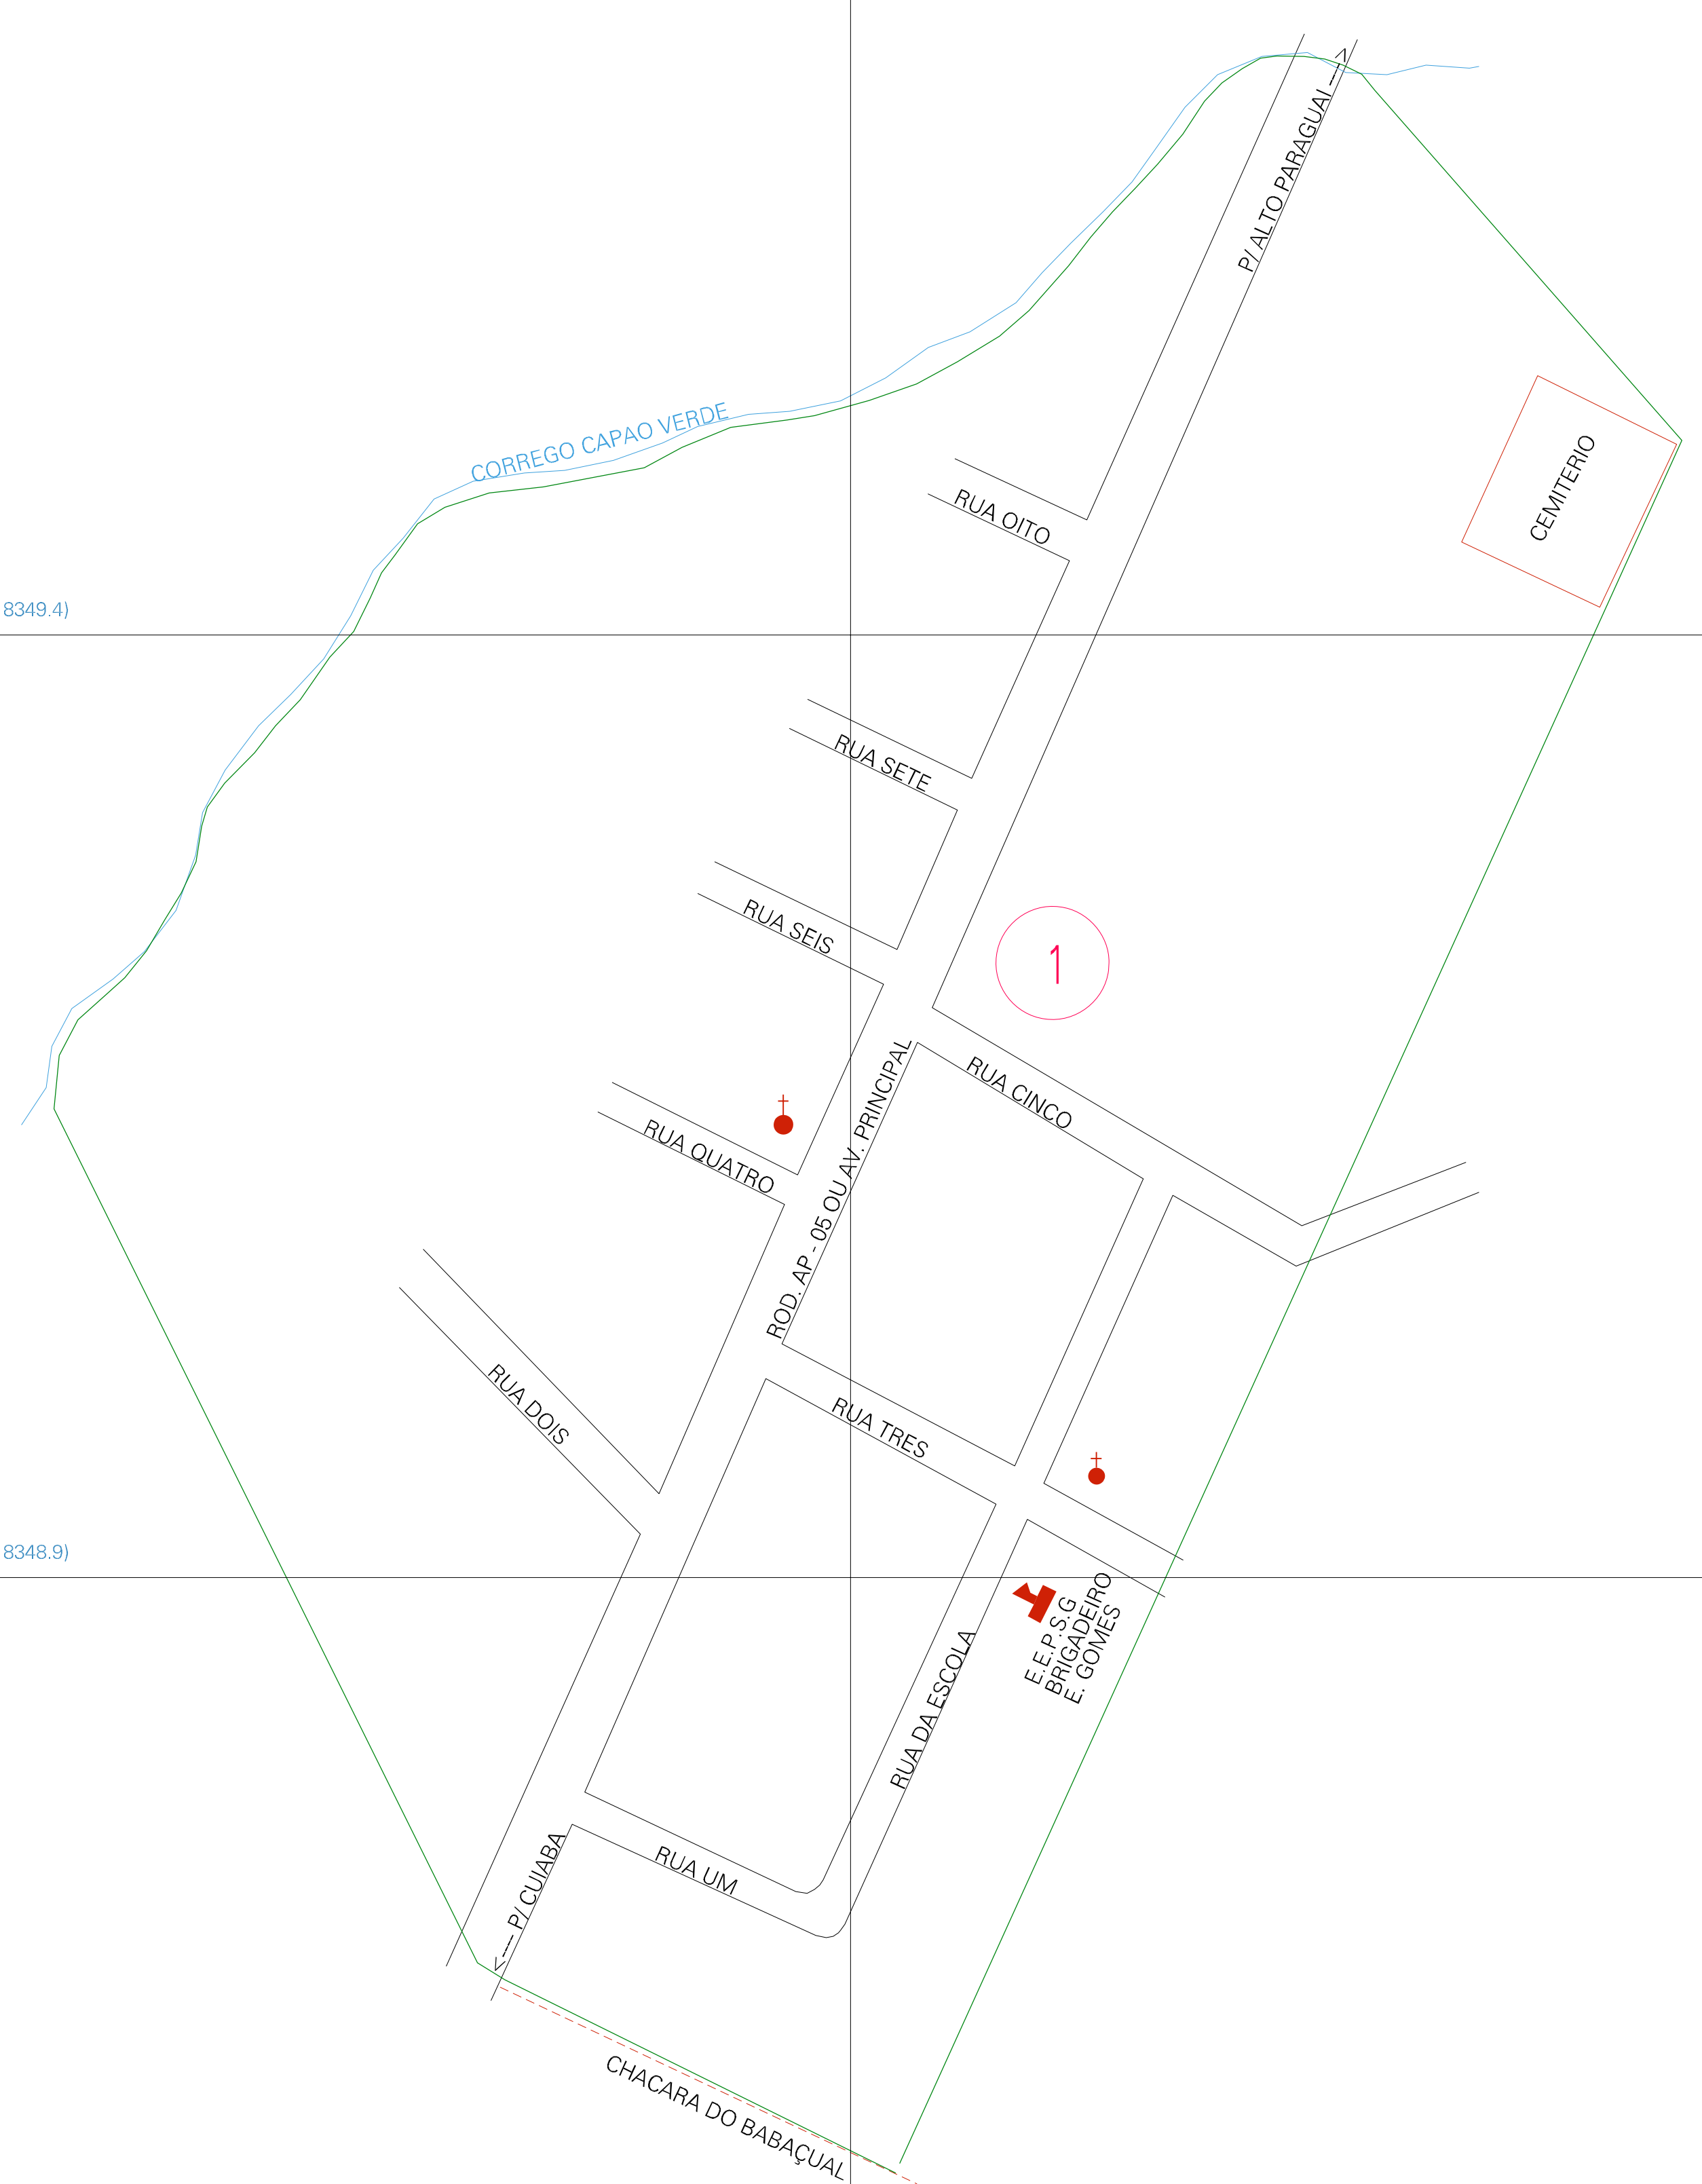 P/ ALTO PARAGUAI --->
CORREGO CAPAO VERDE
CEMITERIO
RUA OITO
8349.4)
RUA SETE
RUA SEIS
1
ROD. AP - 05 OU AV. PRINCIPAL
RUA CINCO
RUA QUATRO
RUA DOIS
RUA TRES
8348.9)
E.E.P.S.G
BRIGADEIRO
E. GOMES
RUA DA ESCOLA
RUA UM
<--- P/ CUIABA
CHACARA DO BABAÇUAL